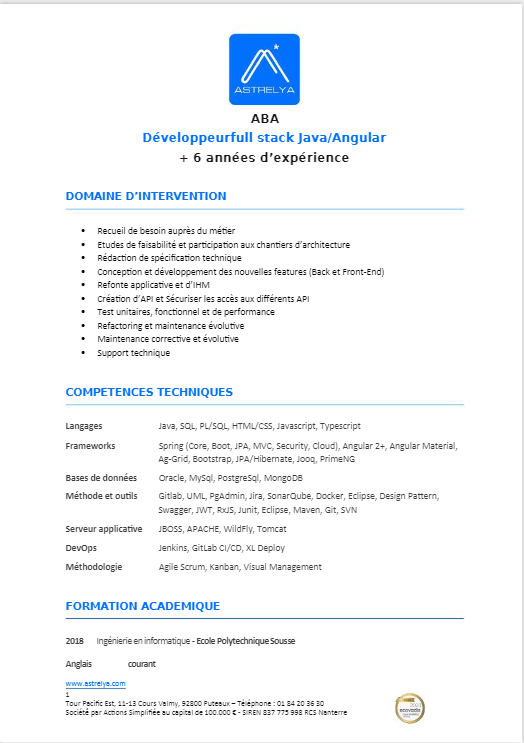 ASTRELYA
ABA
Développeurfull stack Java/Angular
+ 6 années d’expérience
DOMAINE D’INTERVENTION
• Recueil de besoin auprès du métier
• Etudes de faisabilité et participation aux chantiers d’architecture
• Rédaction de spécification technique
• Conception et développement des nouvelles features (Back et Front-End)
• Refonte applicative et d’IHM
• Création d’API et Sécuriser les accès aux différents API
• Test unitaires, fonctionnel et de performance
• Refactoring et maintenance évolutive
• Maintenance corrective et évolutive
• Support technique
COMPETENCES TECHNIQUES
Langages Java, SQL, PL/SQL, HTML/CSS, Javascript, Typescript
Frameworks Spring (Core, Boot, JPA, MVC, Security, Cloud), Angular 2+, Angular Material,
Ag-Grid, Bootstrap, JPA/Hibernate, Jooq, PrimeNG
Bases de données Oracle, MySql, PostgreSql, MongoDB
Méthode et outils Gitlab, UML, PgAdmin, Jira, SonarQube, Docker, Eclipse, Design Pattern,
Swagger, JWT, RxJS, Junit, Eclipse, Maven, Git, SVN
Serveur applicative JBOSS, APACHE, WildFly, Tomcat
DevOps Jenkins, GitLab CI/CD, XL Deploy
Méthodologie Agile Scrum, Kanban, Visual Management
FORMATION ACADEMIQUE
2018 Ingénierie en informatique - Ecole Polytechnique Sousse
Anglais courant
www.astrelya.com
1
Tour Pacific Est, 11-13 Cours Valmy, 92800 Puteaux – Téléphone : 01 84 20 36 30
Société par Actions Simplifiée au capital de 100.000 € - SIREN 837 775 998 RCS Nanterre
ecovadis